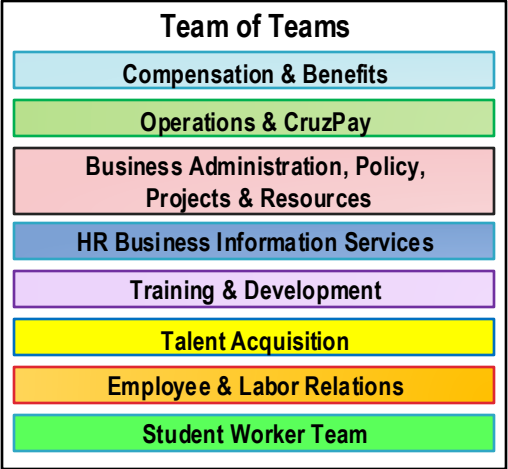 Team of Teams
Compensation & Benefits
Operations & CruzPay
Business Administration, Policy,
Projects & Resources
HR Business Information Services
Training & Development
Talent Acquisition
Employee & Labor Relations
Student Worker Team